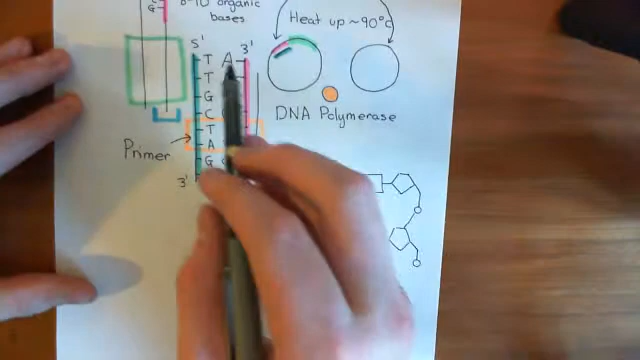 C
G
8-10 organic
bases
Heat up ~90°c
5' 3'
T A
T
G
C
T
A
G
3'
Primer
DNA Polymerase